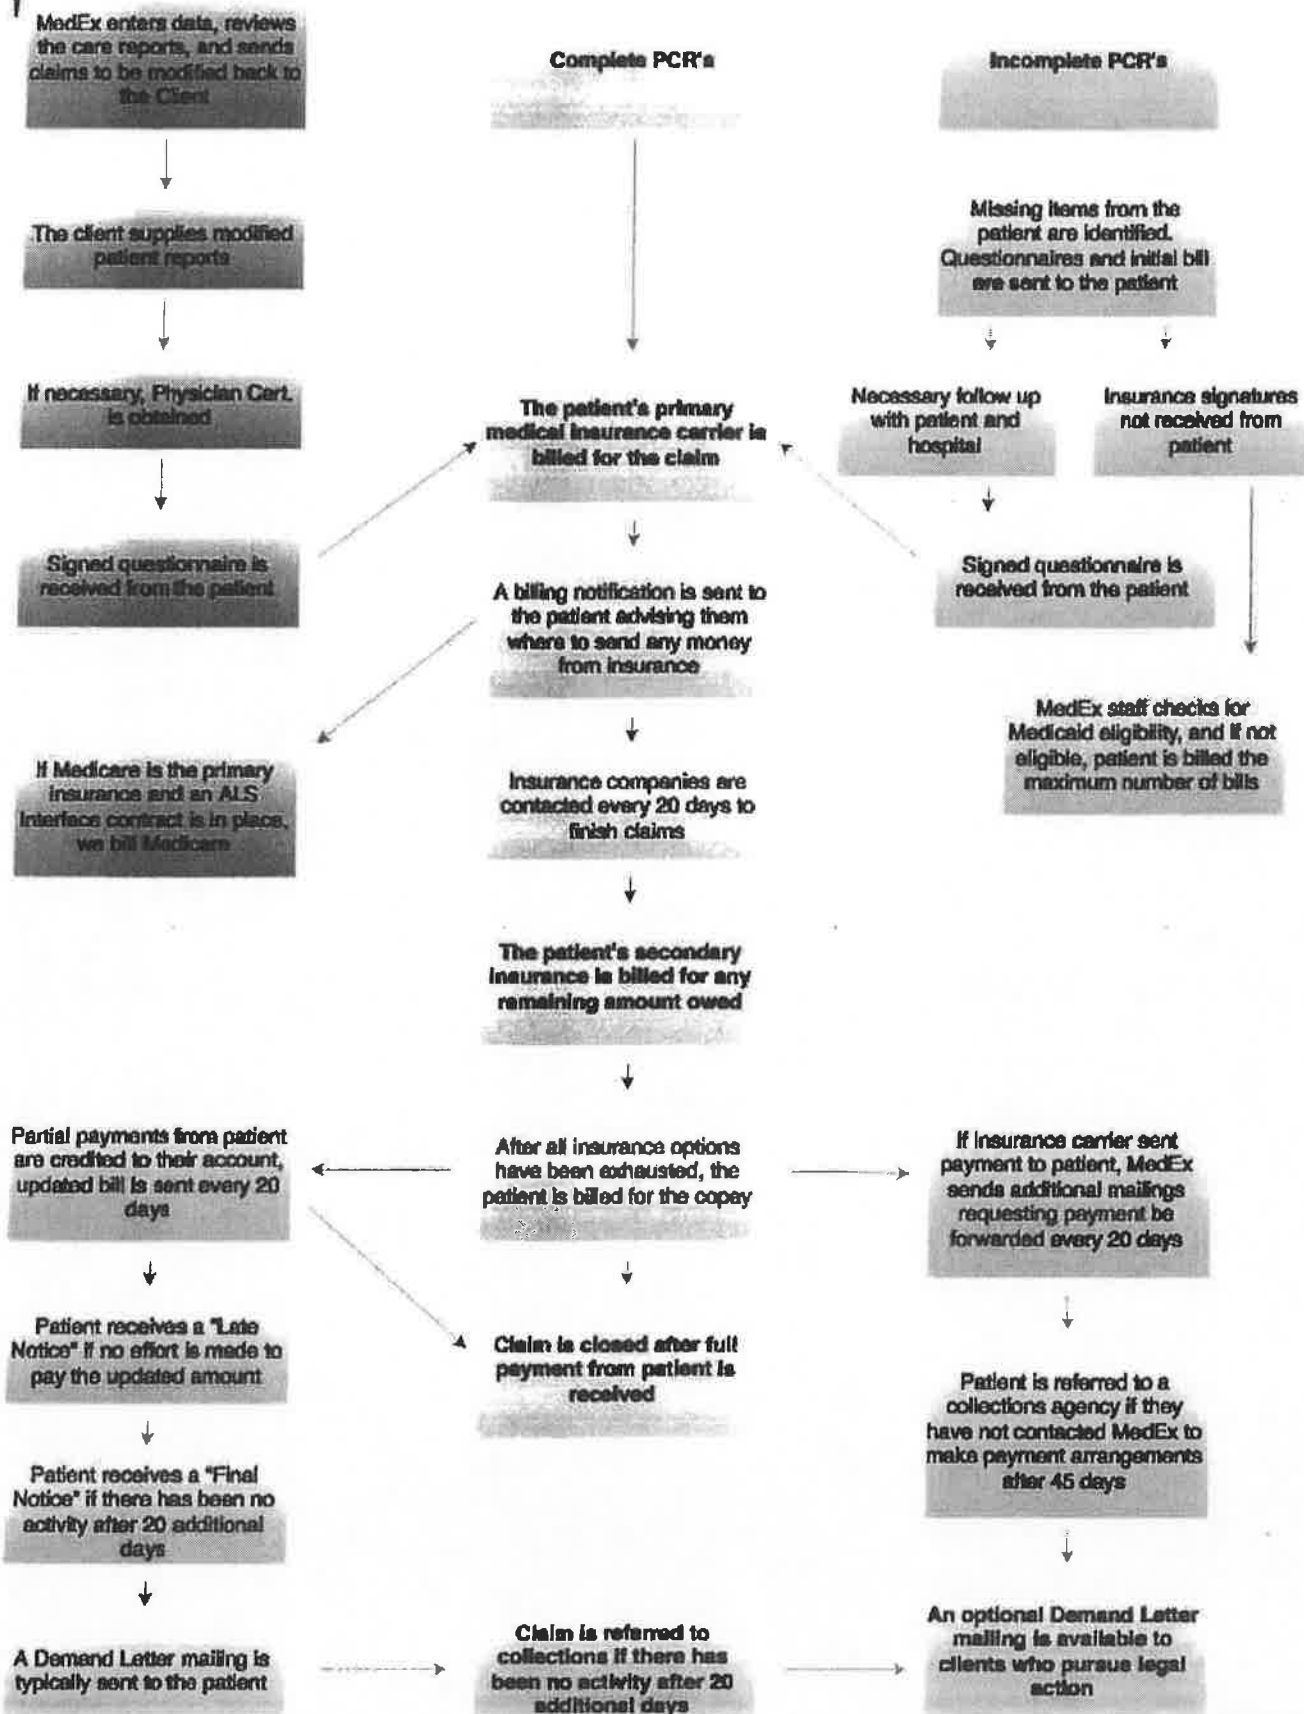 MedEx enters data, reviews
the care reports, and sends
claims to be modified back to
the Client
Complete PCR's
Incomplete PCR's
The client supplies modified
patient reports
Missing items from the
patient are identified.
Questionnaires and initial bill
are sent to the patient
If necessary, Physician Cert.
is obtained
The patient's primary
medical insurance carrier is
billed for the claim
Necessary follow up
with patient and
hospital
Insurance signatures
not received from
patient
Signed questionnaire is
received from the patient
A billing notification is sent to
the patient advising them
where to send any money
from insurance
Signed questionnaire is
received from the patient
If Medicare is the primary
insurance and an ALS
Interface contract is in place,
we bill Medicare
Insurance companies are
contacted every 20 days to
finish claims
MedEx staff checks for
Medicaid eligibility, and if not
eligible, patient is billed the
maximum number of bills
The patient's secondary
insurance is billed for any
remaining amount owed
Partial payments from patient
are credited to their account,
updated bill is sent every 20
days
After all insurance options
have been exhausted, the
patient is billed for the copay
If insurance carrier sent
payment to patient, MedEx
sends additional mailings
requesting payment be
forwarded every 20 days
Patient receives a "Late
Notice" if no effort is made to
pay the updated amount
Claim is closed after full
payment from patient is
received
Patient is referred to a
collections agency if they
have not contacted MedEx to
make payment arrangements
after 45 days
Patient receives a "Final
Notice" if there has been no
activity after 20 additional
days
A Demand Letter mailing is
typically sent to the patient
Claim is referred to
collections if there has
been no activity after 20
additional days
An optional Demand Letter
mailing is available to
clients who pursue legal
action